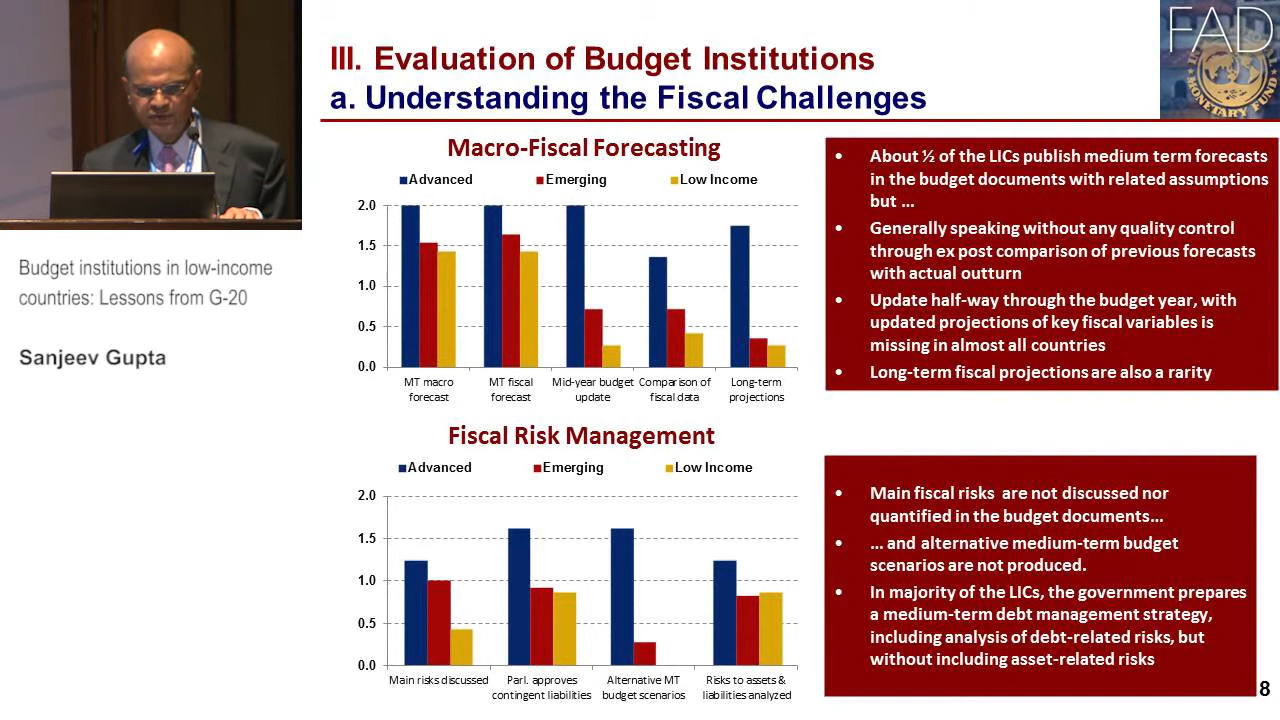 III. Evaluation of Budget Institutions
a. Understanding the Fiscal Challenges
FAD
INTERNATIONAL MONETARY FUND
Budget institutions in low-income
countries: Lessons from G-20
Sanjeev Gupta
Macro-Fiscal Forecasting
Advanced Emerging Low Income
2.0
1.5
1.0
0.5
0.0
MT macro
forecast
MT fiscal
forecast
Mid-year budget
update
Comparison of
fiscal data
Long-term
projections
• About ½ of the LICs publish medium term forecasts
in the budget documents with related assumptions
but ...
• Generally speaking without any quality control
through ex post comparison of previous forecasts
with actual outturn
• Update half-way through the budget year, with
updated projections of key fiscal variables is
missing in almost all countries
• Long-term fiscal projections are also a rarity
Fiscal Risk Management
Advanced Emerging Low Income
2.0
1.5
1.0
0.5
0.0
Main risks discussed
Parl. approves
contingent liabilities
Alternative MT
budget scenarios
Risks to assets &
liabilities analyzed
• Main fiscal risks are not discussed nor
quantified in the budget documents...
• ... and alternative medium-term budget
scenarios are not produced.
• In majority of the LICs, the government prepares
a medium-term debt management strategy,
including analysis of debt-related risks, but
without including asset-related risks
8